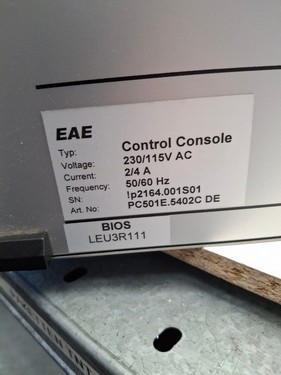 EAE
Typ: Control Console
Voltage: 230/115V AC
Current: 2/4 A
Frequency: 50/60 Hz
SN: !p2164.001S01
Art. No: PC501E.5402C DE
BIOS
LEU3R111